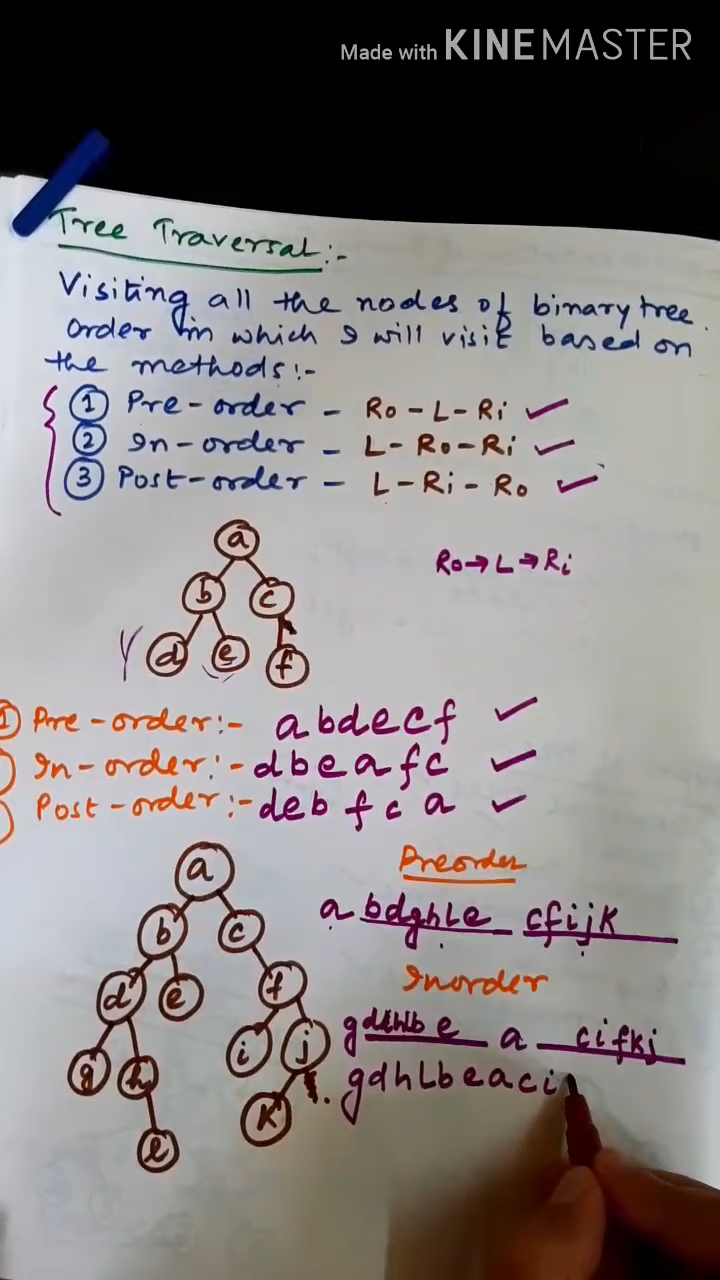 Made with KINEMASTER
Tree Traversal:-
Visiting all the nodes of binary tree.
order in which I will visit based on
the methods:-
1 Pre-order - Ro-L-Ri
2 In-order - L-Ro-Ri
3 Post-order - L-Ri-Ro
a
Ro→L→Ri
b c
d e f
1 Pre-order:- abdecf
In-order:- dbeafc
Post-order:- debfca
a
Preorder
a bdghle cfijk
b c
Inorder
d e f
g e a cifkj
i j
g h
gdhLbeaci
k
l